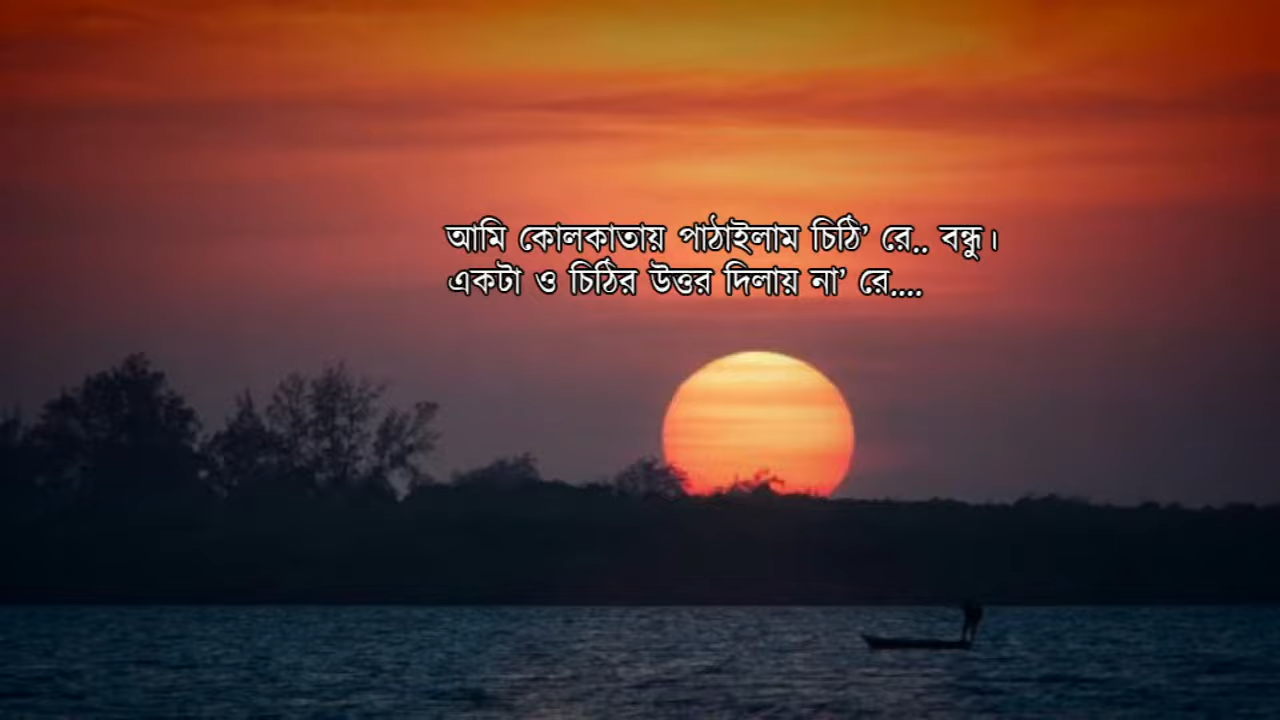 আমি কোলকাতায় পাঠাইলাম চিঠি’ রে.. বন্ধু।
একটা ও চিঠির উত্তর দিলায় না’ রে....